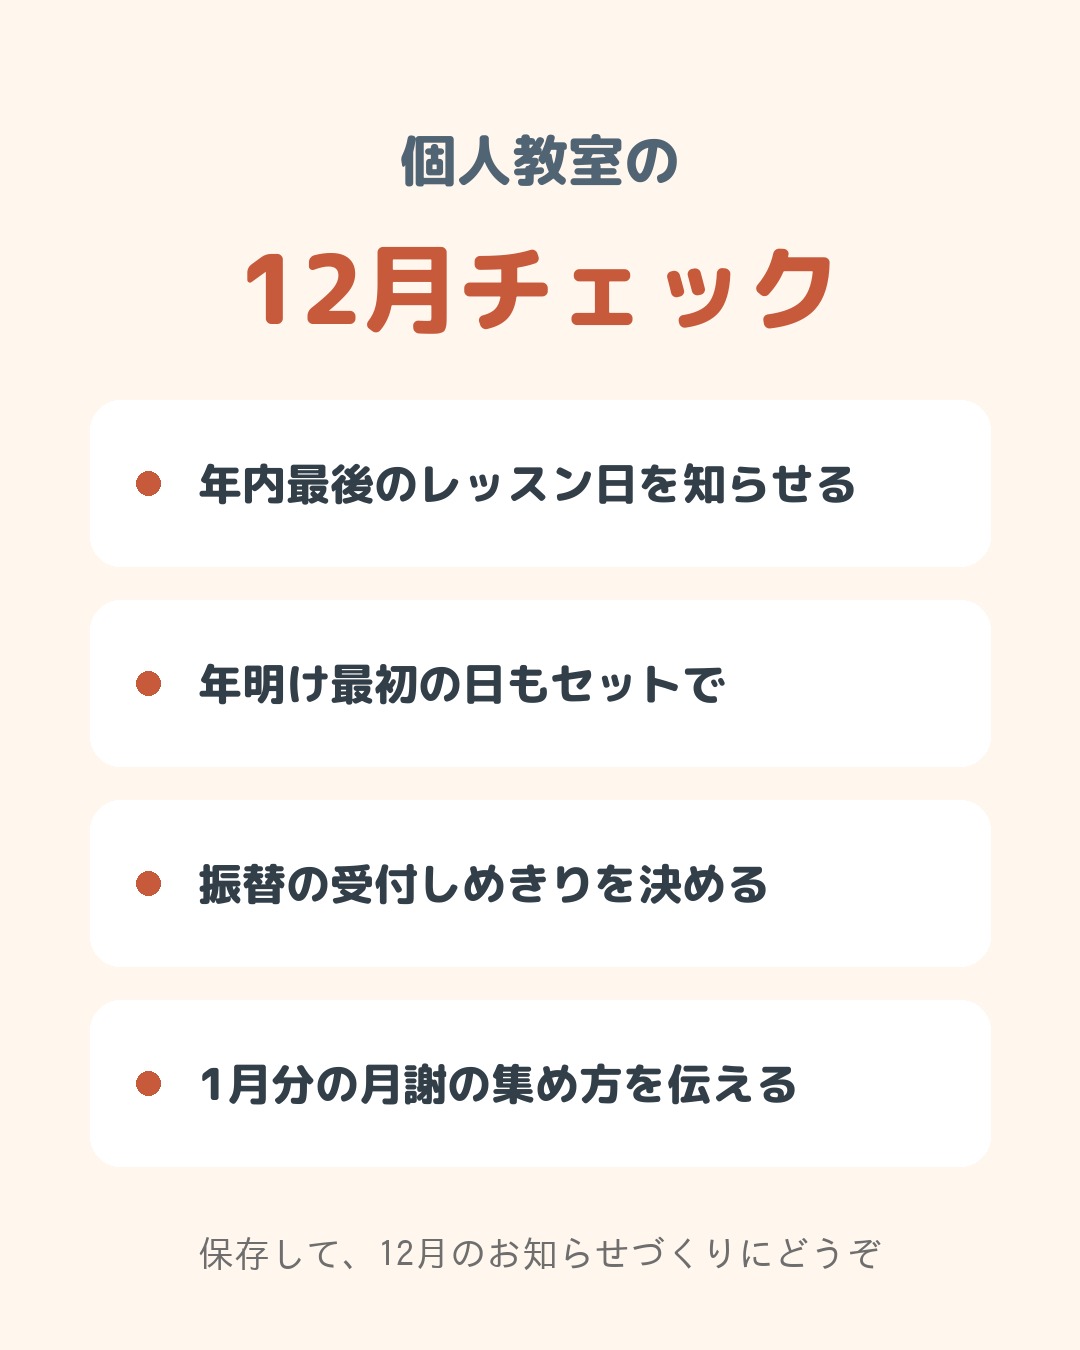 個人教室の
12月チェック
年内最後のレッスン日を知らせる
年明け最初の日もセットで
振替の受付しめきりを決める
1月分の月謝の集め方を伝える
保存して、12月のお知らせづくりにどうぞ